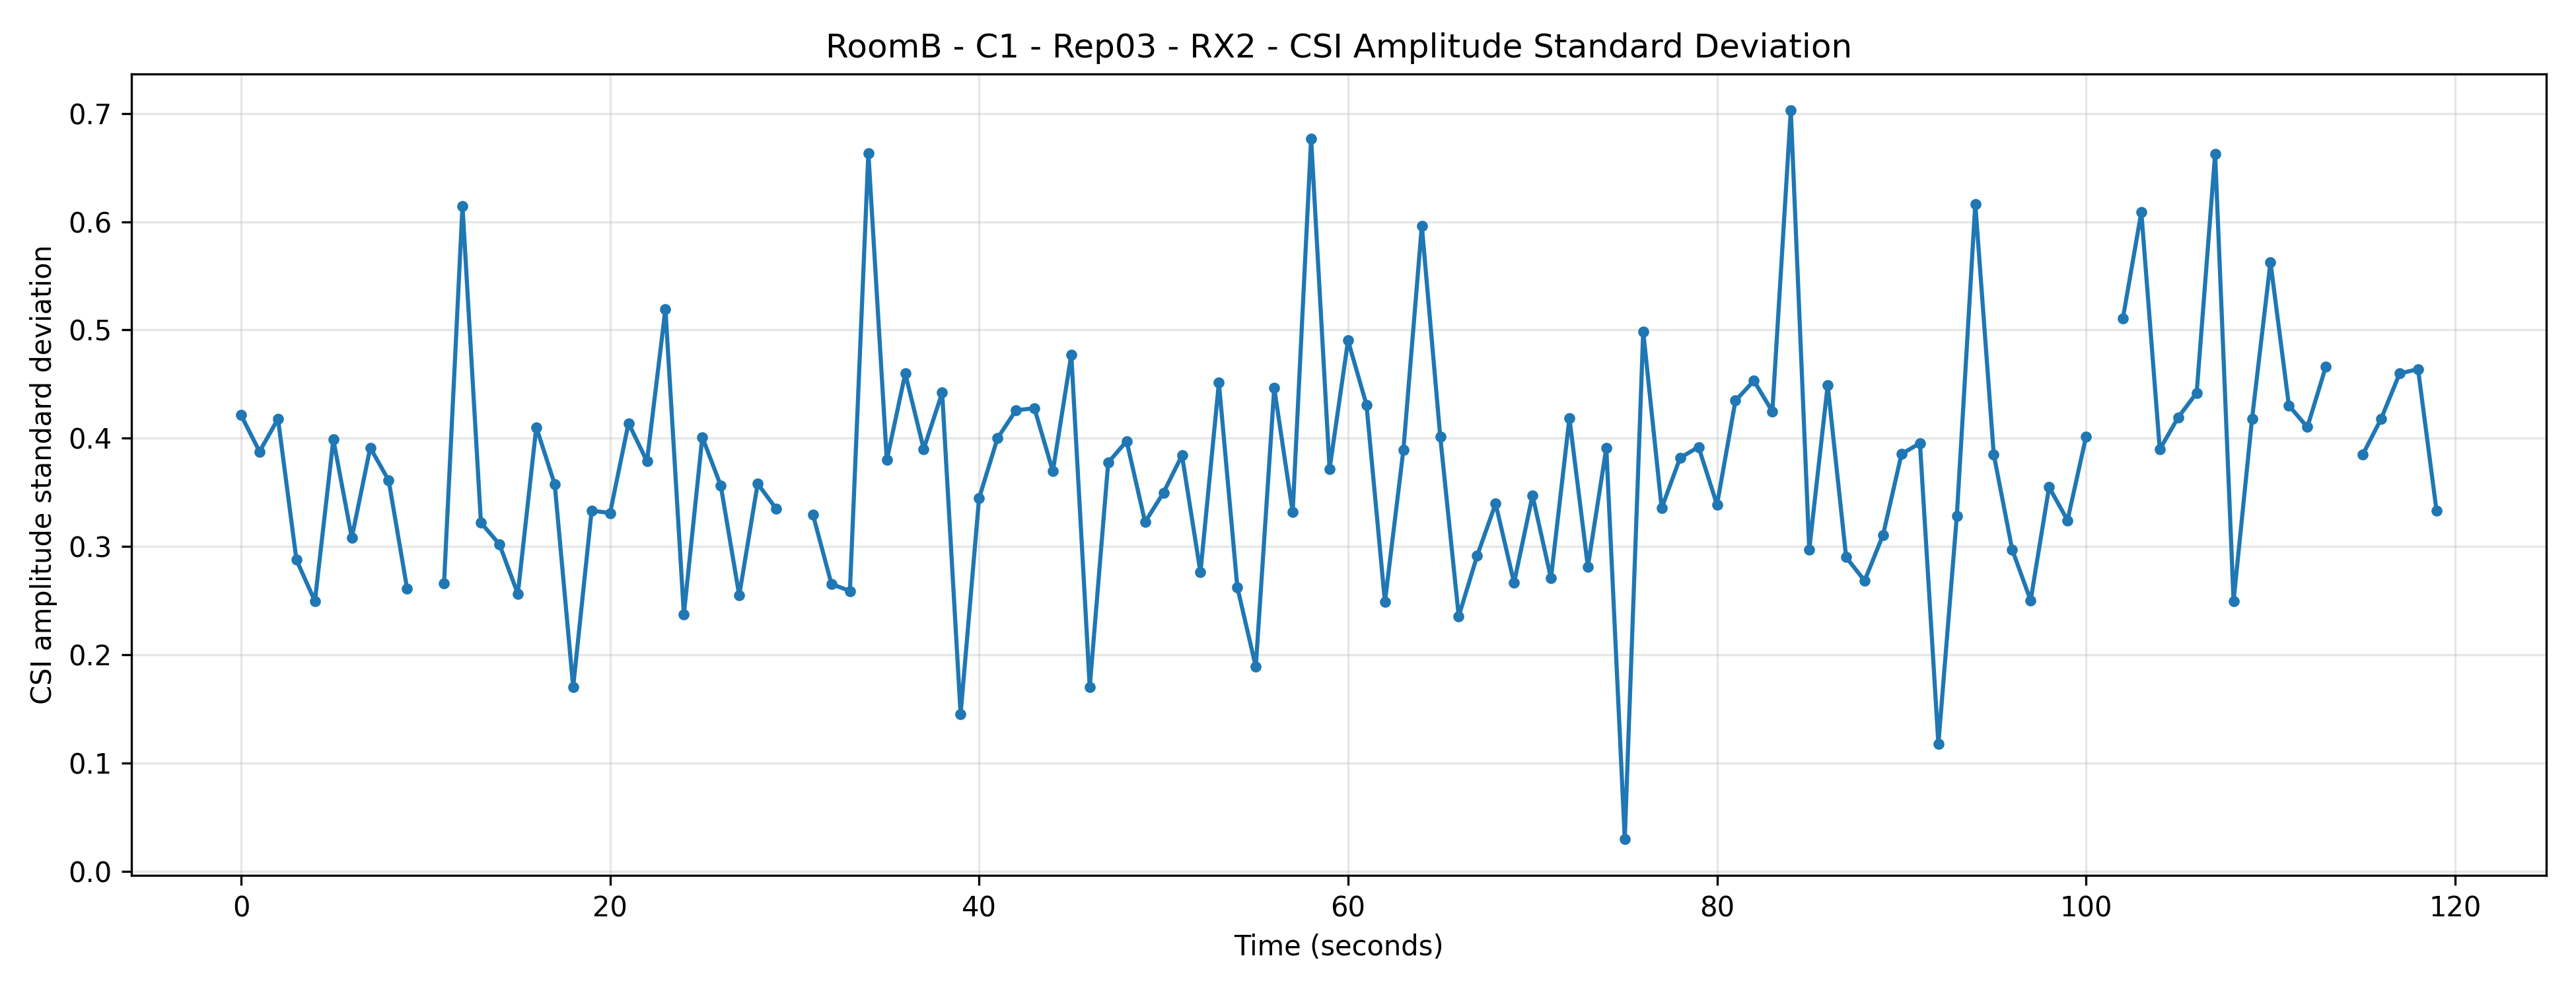 RoomB - C1 - Rep03 - RX2 - CSI Amplitude Standard Deviation
CSI amplitude standard deviation
0.7
0.6
0.5
0.4
0.3
0.2
0.1
0.0
0 20 40 60 80 100 120
Time (seconds)